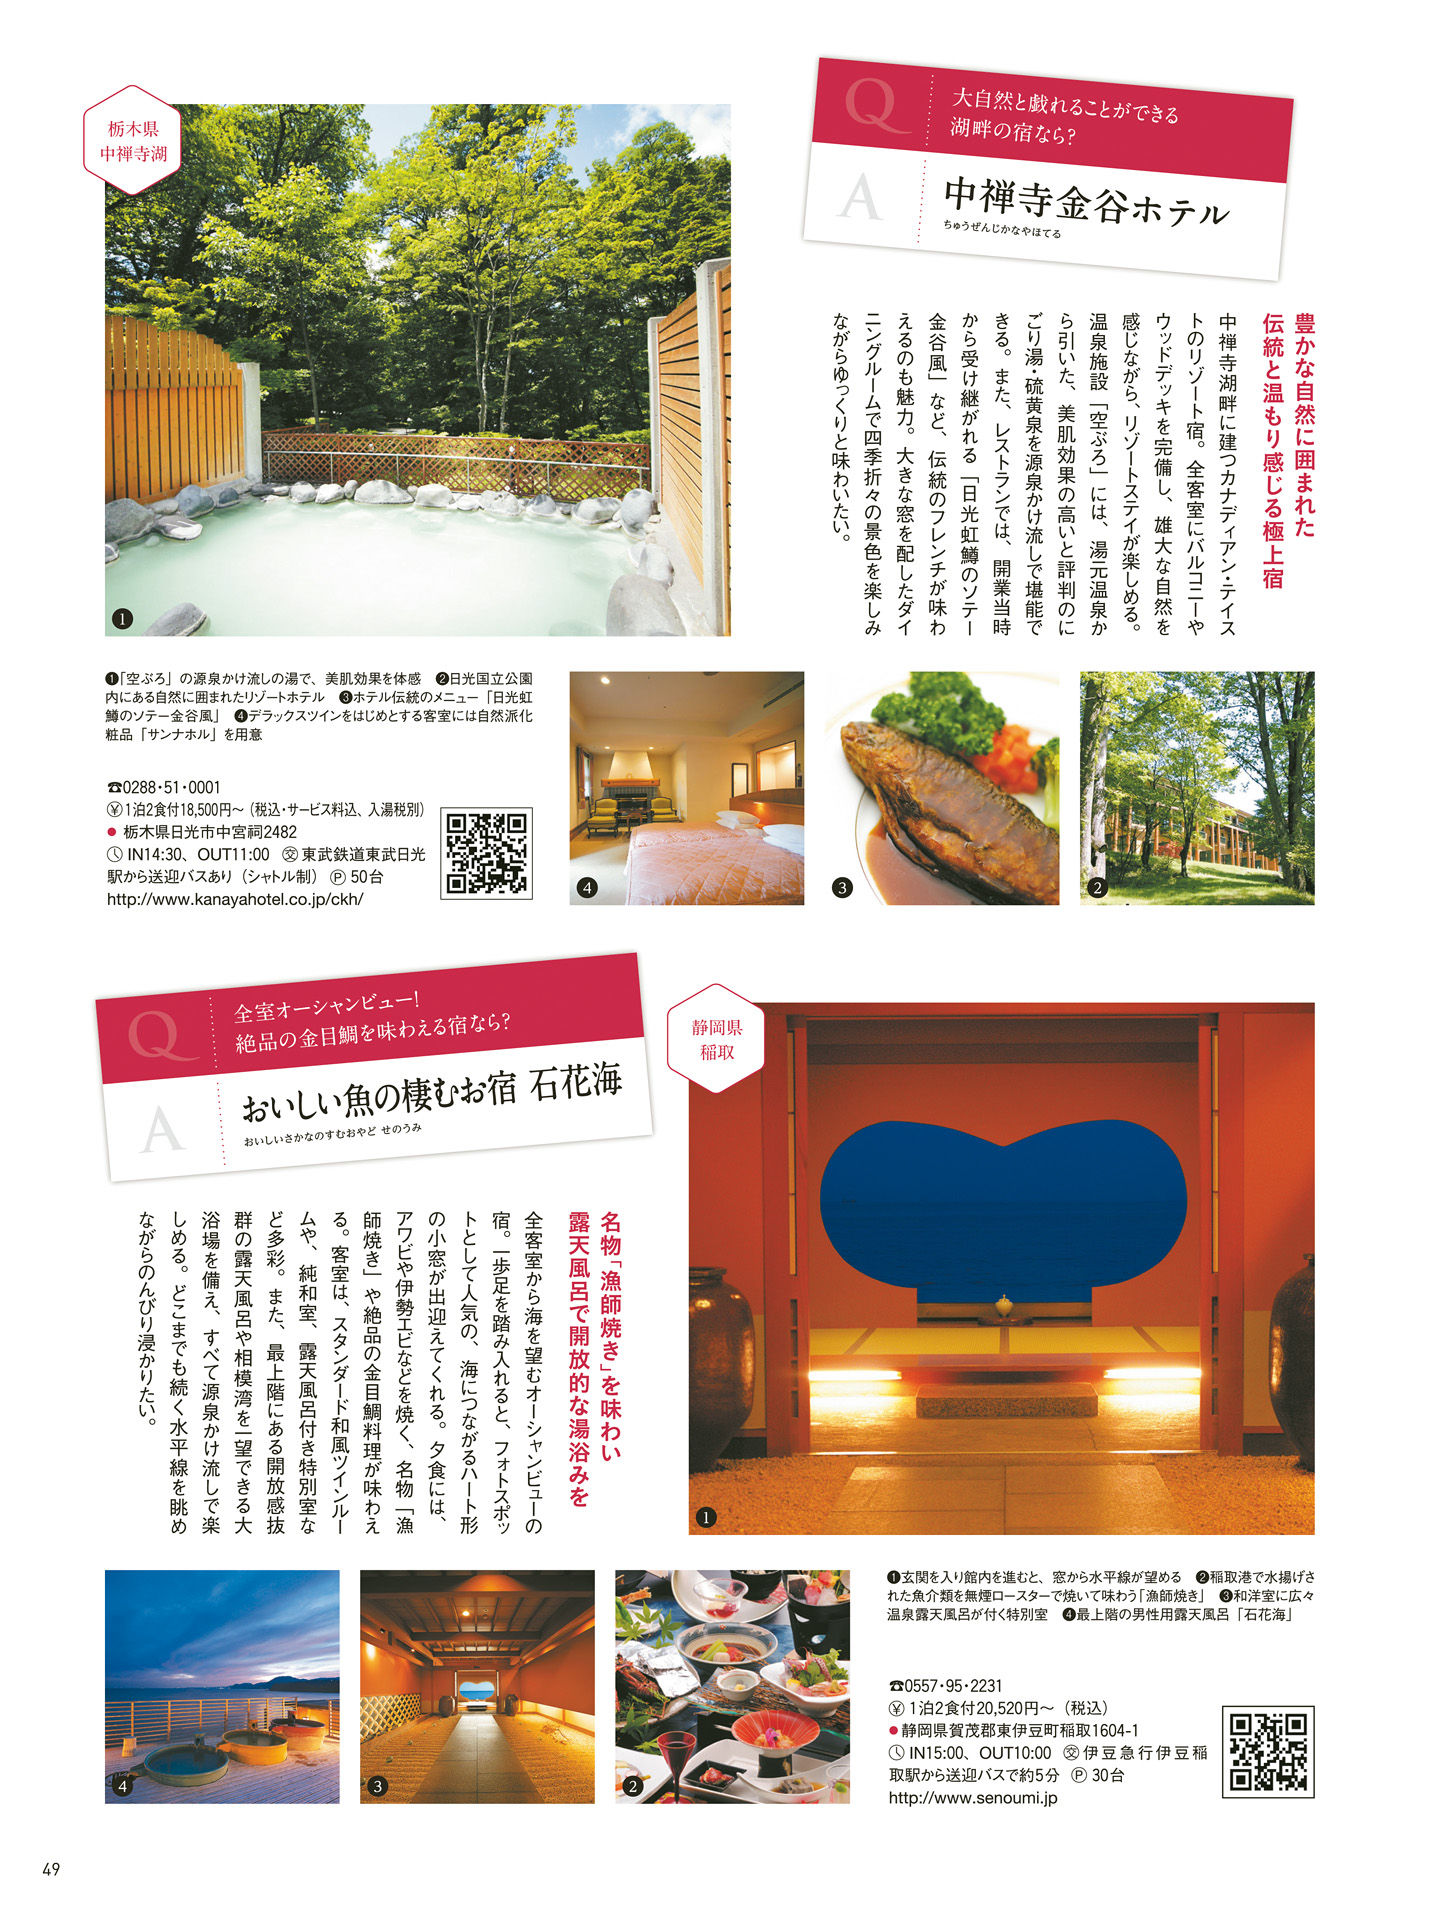 栃木県
中禅寺湖
Q
大自然と戯れることができる
湖畔の宿なら?
A
中禅寺金谷ホテル
ちゅうぜんじかなやほてる
豊かな自然に囲まれた
伝統と温もり感じる極上宿
中禅寺湖畔に建つカナディアン・テイス
トのリゾート宿。全客室にバルコニーや
ウッドデッキを完備し、雄大な自然を
感じながら、リゾートステイが楽しめる。
温泉施設「空ぶろ」には、湯元温泉か
ら引いた、美肌効果の高いと評判のに
ごり湯・硫黄泉を源泉かけ流しで堪能で
きる。また、レストランでは、開業当時
から受け継がれる「日光虹鱒のソテー
金谷風」など、伝統のフレンチが味わ
えるのも魅力。大きな窓を配したダイ
ニングルームで四季折々の景色を楽しみ
ながらゆっくりと味わいたい。
1
❶「空ぶろ」の源泉かけ流しの湯で、美肌効果を体感 ❷日光国立公園
内にある自然に囲まれたリゾートホテル ❸ホテル伝統のメニュー「日光虹
鱒のソテー金谷風」 ❹デラックスツインをはじめとする客室には自然派化
粧品「サンナホル」を用意
☎0288・51・0001
¥1泊2食付18,500円〜(税込・サービス料込、入湯税別)
● 栃木県日光市中宮祠2482
IN14:30、OUT11:00 交東武鉄道東武日光
駅から送迎バスあり(シャトル制) Ⓟ50台
http://www.kanayahotel.co.jp/ckh/
4
3
2
Q
全室オーシャンビュー!
絶品の金目鯛を味わえる宿なら?
A
おいしい魚の棲むお宿 石花海
おいしいさかなのすむおやど せのうみ
静岡県
稲取
名物「漁師焼き」を味わい
露天風呂で開放的な湯浴みを
全客室から海を望むオーシャンビューの
宿。一歩足を踏み入れると、フォトスポッ
トとして人気の、海につながるハート形
の小窓が出迎えてくれる。夕食には、
アワビや伊勢エビなどを焼く、名物「漁
師焼き」や絶品の金目鯛料理が味わえ
る。客室は、スタンダード和風ツインルー
ムや、純和室、露天風呂付き特別室な
ど多彩。また、最上階にある開放感抜
群の露天風呂や相模湾を一望できる大
浴場を備え、すべて源泉かけ流しで楽
しめる。どこまでも続く水平線を眺め
ながらのんびり浸かりたい。
1
❶玄関を入り館内を進むと、窓から水平線が望める ❷稲取港で水揚げさ
れた魚介類を無煙ロースターで焼いて味わう「漁師焼き」 ❸和洋室に広々
温泉露天風呂が付く特別室 ❹最上階の男性用露天風呂「石花海」
4
3
2
☎0557・95・2231
¥1泊2食付20,520円〜(税込)
●静岡県賀茂郡東伊豆町稲取1604-1
IN15:00、OUT10:00 交伊豆急行伊豆稲
取駅から送迎バスで約5分 Ⓟ30台
http://www.senoumi.jp
49